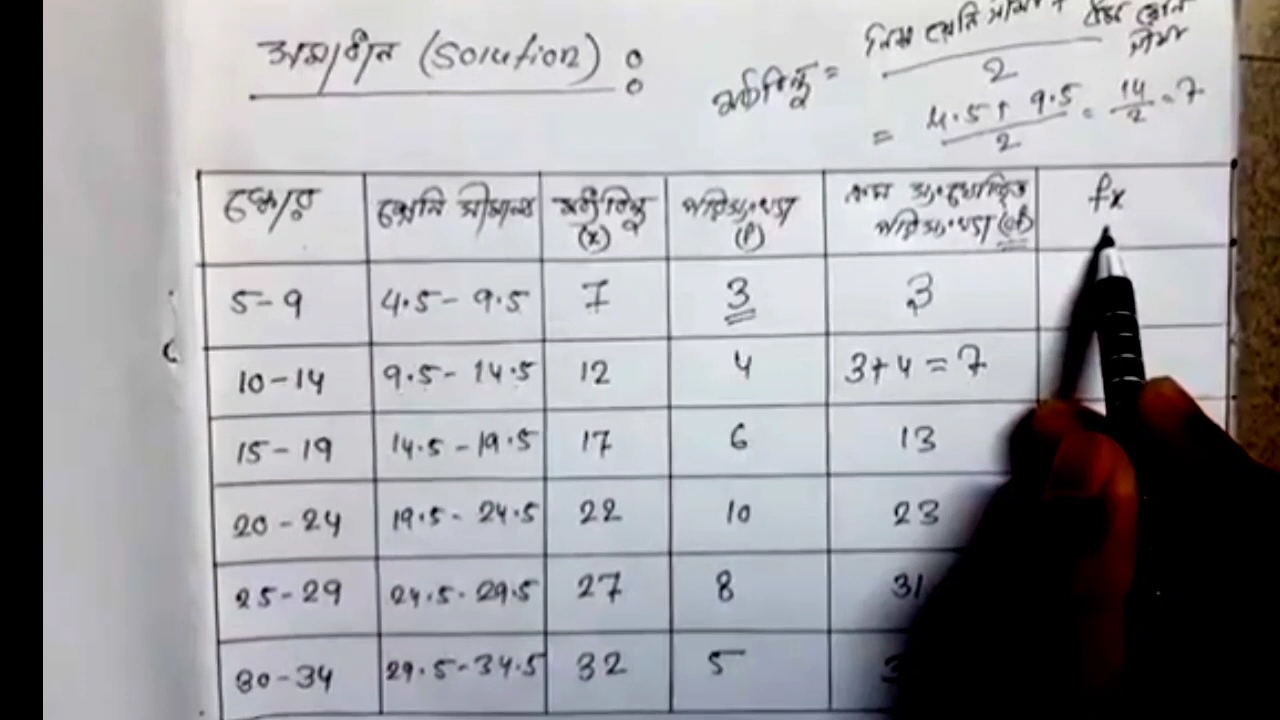 সমাধান (Solution) :
নিম্ন শ্রেনি সীমা + উচ্চ শ্রেনি সীমা
মধ্যবিন্দু = 2
= 4.5+ 9.5 / 2 = 14/2 = 7
স্কোর শ্রেনি সীমানা মধ্যবিন্দু (x) পরিসংখ্যা (f) ক্রম সংযোজিত পরিসংখ্যা (cf) fx
5-9 4.5-9.5 7 3 3
10-14 9.5-14.5 12 4 3+4=7
15-19 14.5-19.5 17 6 13
20-24 19.5-24.5 22 10 23
25-29 24.5-29.5 27 8 31
30-34 29.5-34.5 32 5